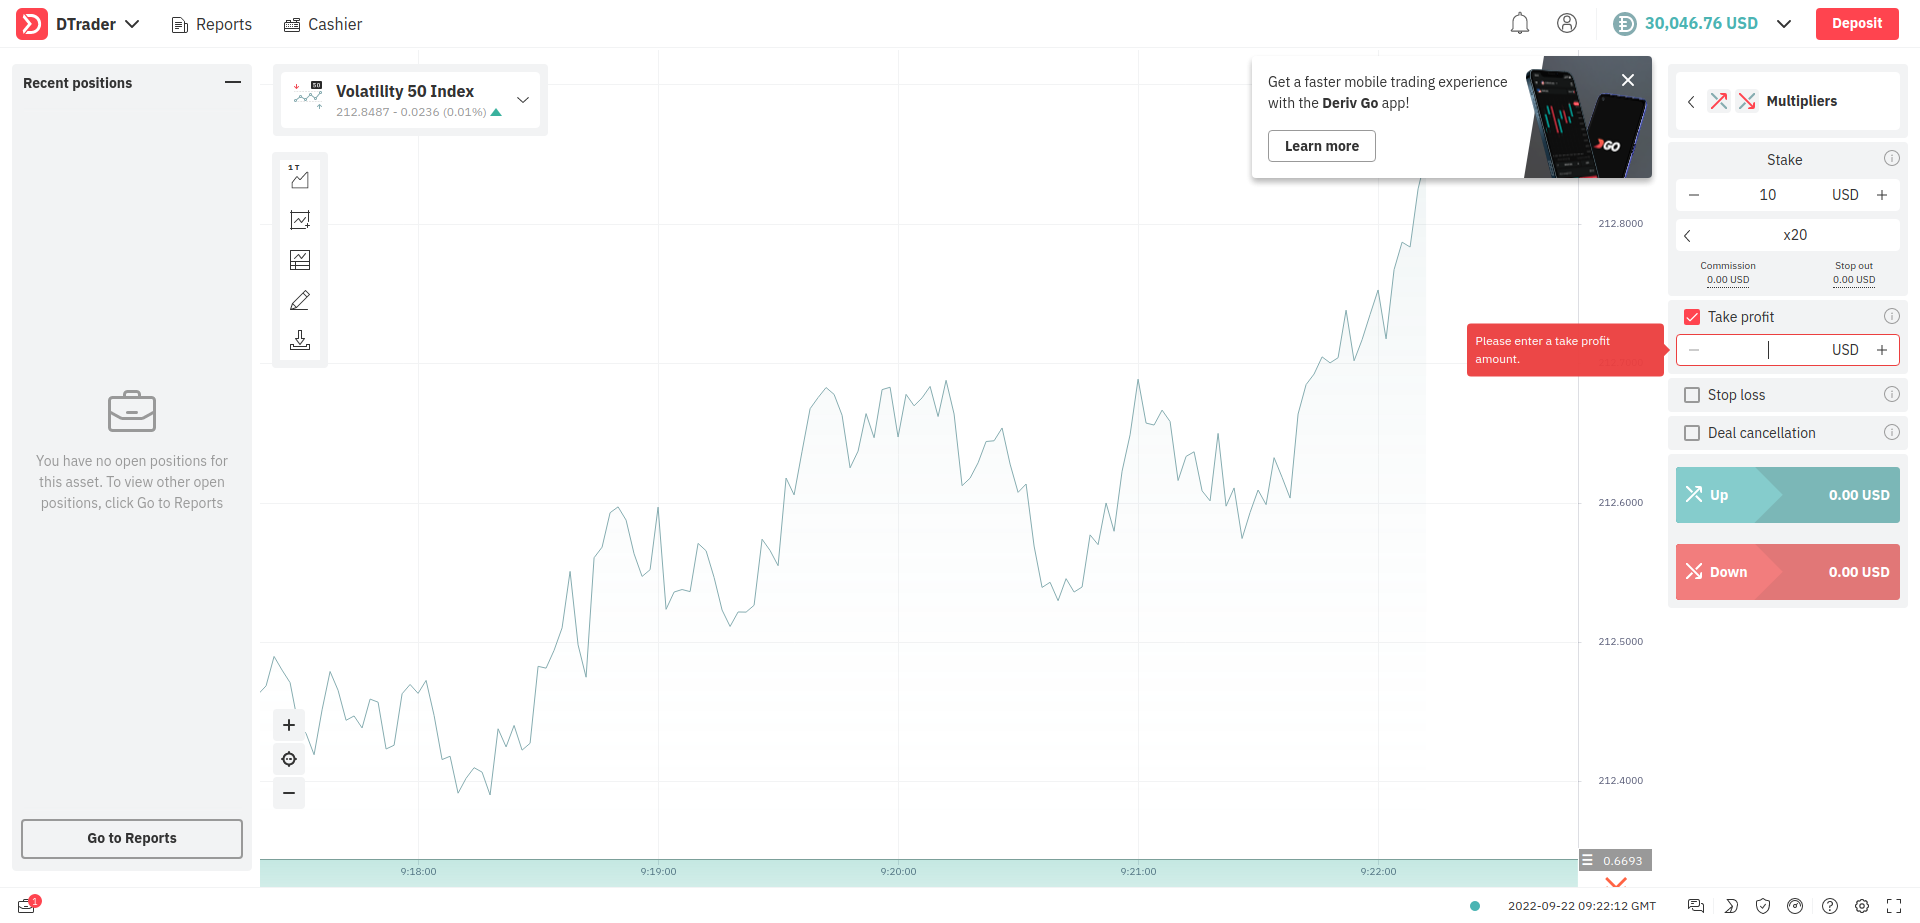 DTrader
Reports
Cashier
30,046.76 USD
Deposit
Recent positions
You have no open positions for
this asset. To view other open
positions, click Go to Reports
Go to Reports
50
Volatility 50 Index
212.8487 - 0.0236 (0.01%)
1 T
Get a faster mobile trading experience
with the Deriv Go app!
Learn more
GO
212.8000
212.6000
212.5000
212.4000
0.6693
9:18:00
9:19:00
9:20:00
9:21:00
9:22:00
Multipliers
Stake
10
USD
x20
Commission
0.00 USD
Stop out
0.00 USD
Take profit
USD
Please enter a take profit
amount.
Stop loss
Deal cancellation
Up
0.00 USD
Down
0.00 USD
1
2022-09-22 09:22:12 GMT